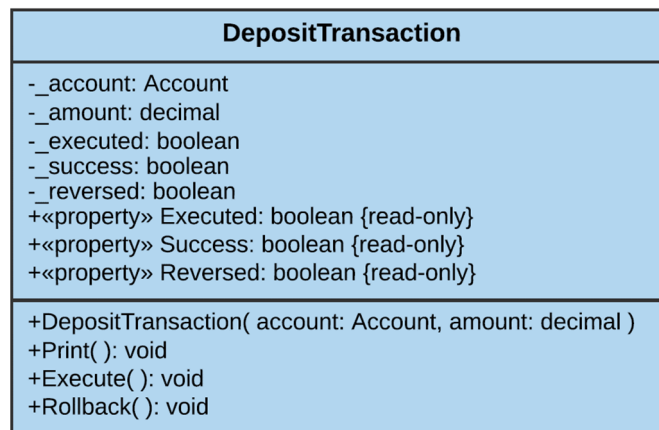 DepositTransaction
-_account: Account
-_amount: decimal
-_executed: boolean
-_success: boolean
-_reversed: boolean
+«property» Executed: boolean {read-only}
+«property» Success: boolean {read-only}
+«property» Reversed: boolean {read-only}
+DepositTransaction( account: Account, amount: decimal )
+Print( ): void
+Execute( ): void
+Rollback( ): void